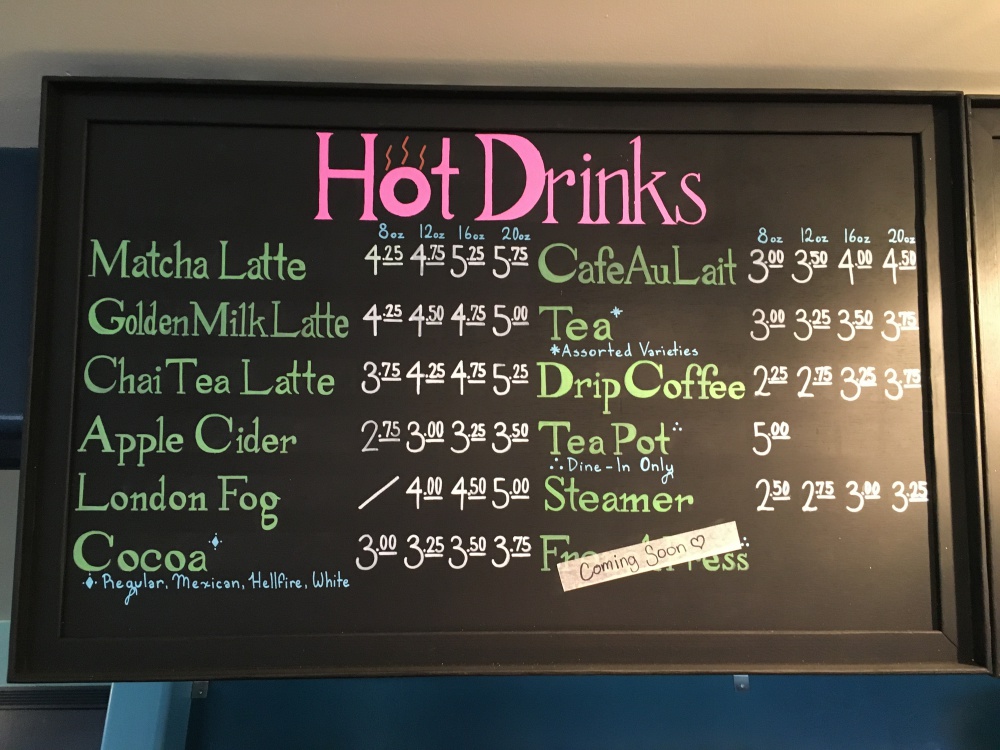 Hot Drinks
8oz 12oz 16oz 20oz
Matcha Latte 4.25 4.75 5.25 5.75
Golden Milk Latte 4.25 4.50 4.75 5.00
Chai Tea Latte 3.75 4.25 4.75 5.25
Apple Cider 2.75 3.00 3.25 3.50
London Fog / 4.00 4.50 5.00
Cocoa 3.00 3.25 3.50 3.75
Regular, Mexican, Hellfire, White
8oz 12oz 16oz 20oz
Cafe Au Lait 3.00 3.50 4.00 4.50
Tea* 3.00 3.25 3.50 3.75
*Assorted Varieties
Drip Coffee 2.25 2.75 3.25 3.75
Tea Pot∴ 5.00
∴Dine-In Only
Steamer 2.50 2.75 3.00 3.25
Coming Soon ♡